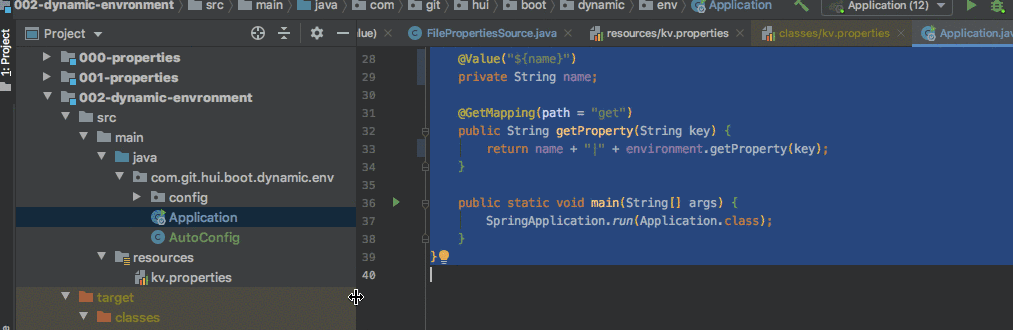 002-dynamic-envronment src main java com git hui boot dynamic env Application Application (12)
1: Project
Project
lue) FilePropertiesSource.java resources/kv.properties classes/kv.properties Application.jav
000-properties
001-properties
002-dynamic-envronment
src
main
java
com.git.hui.boot.dynamic.env
config
Application
AutoConfig
resources
kv.properties
target
classes
28 @Value("${name}")
29 private String name;
30
31 @GetMapping(path = "get")
32 public String getProperty(String key) {
33 return name + "|" + environment.getProperty(key);
34 }
35
36 public static void main(String[] args) {
37 SpringApplication.run(Application.class);
38 }
39 }
40